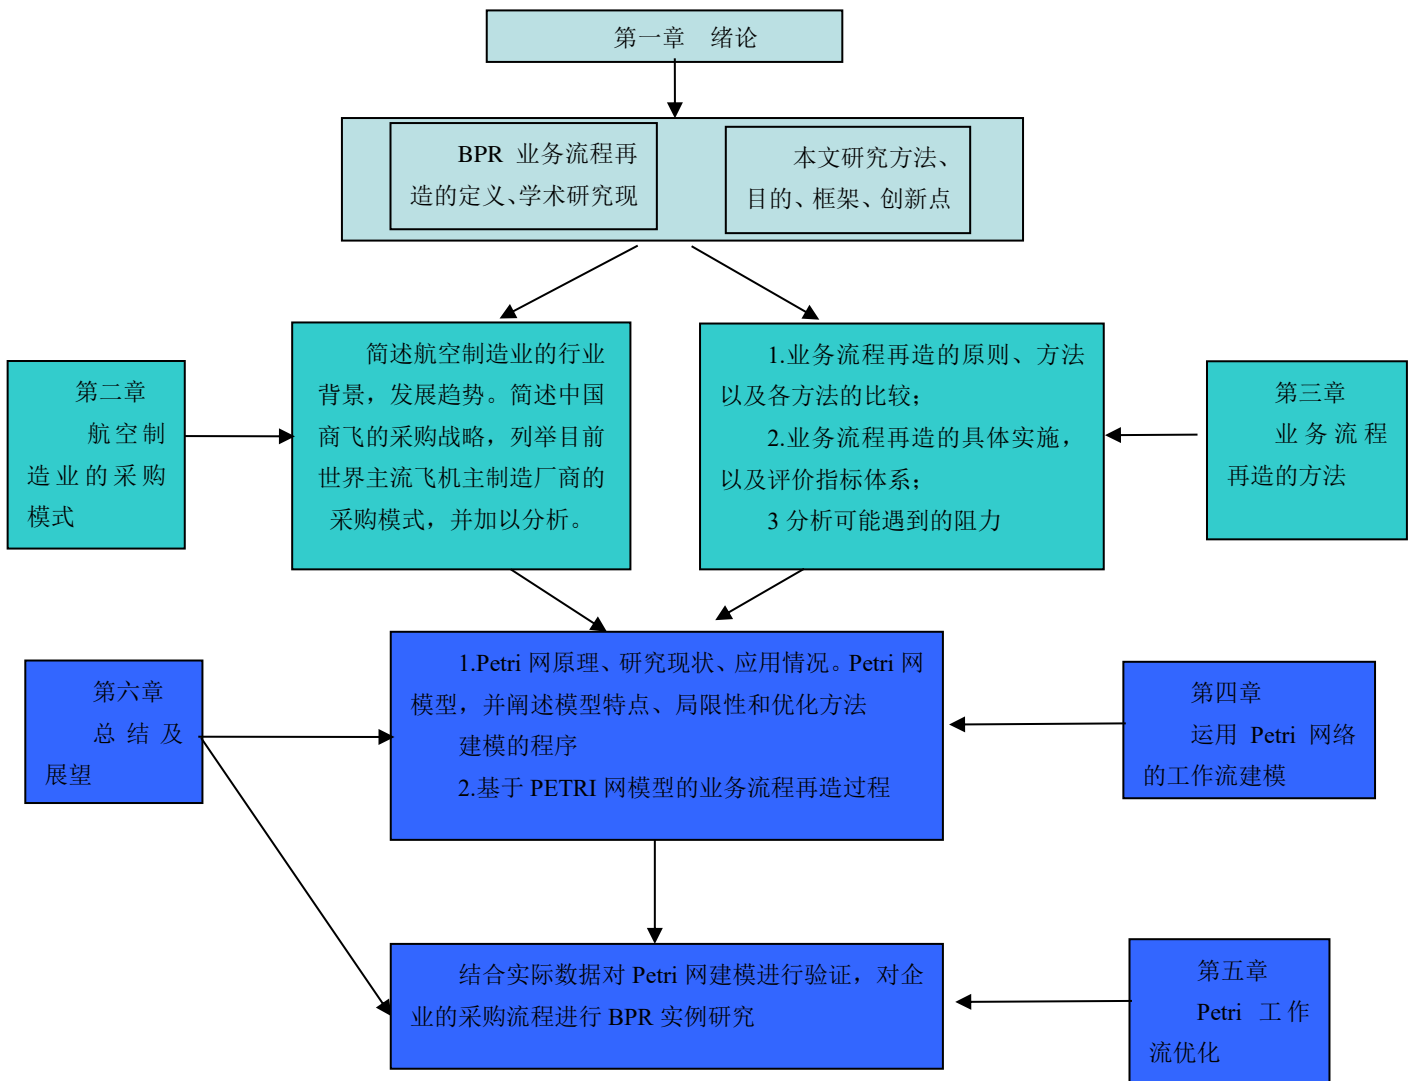 第一章 绪论
BPR 业务流程再
造的定义、学术研究现
本文研究方法、
目的、框架、创新点
第二章
航空制
造业的采购
模式
简述航空制造业的行业
背景，发展趋势。简述中国
商飞的采购战略，列举目前
世界主流飞机主制造厂商的
采购模式，并加以分析。
1.业务流程再造的原则、方法
以及各方法的比较；
2.业务流程再造的具体实施，
以及评价指标体系；
3 分析可能遇到的阻力
第三章
业务流程
再造的方法
第六章
总结及
展望
1.Petri 网原理、研究现状、应用情况。Petri 网
模型，并阐述模型特点、局限性和优化方法
建模的程序
2.基于 PETRI 网模型的业务流程再造过程
第四章
运用 Petri 网络
的工作流建模
结合实际数据对 Petri 网建模进行验证，对企
业的采购流程进行 BPR 实例研究
第五章
Petri 工作
流优化